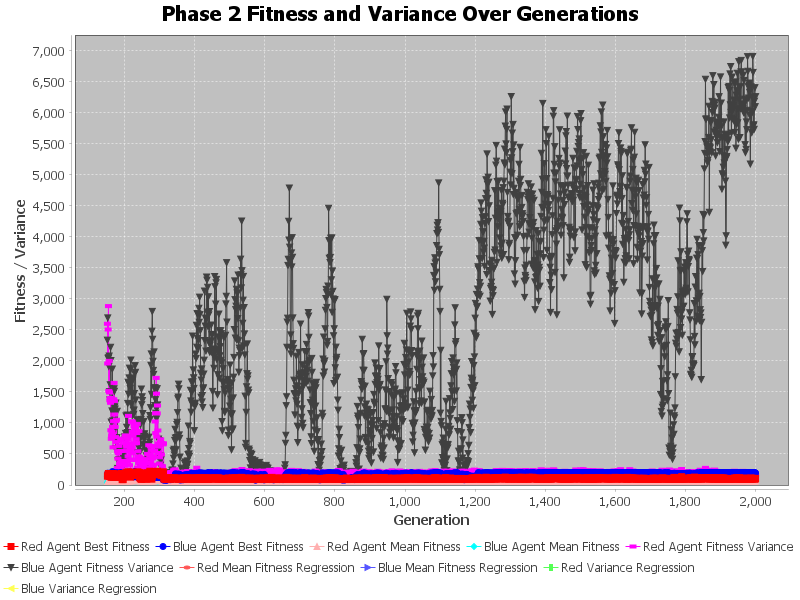 Phase 2 Fitness and Variance Over Generations
7,000
6,500
6,000
5,500
5,000
4,500
4,000
3,500
3,000
2,500
2,000
1,500
1,000
500
0
Fitness / Variance
200 400 600 800 1,000 1,200 1,400 1,600 1,800 2,000
Generation
Red Agent Best Fitness Blue Agent Best Fitness Red Agent Mean Fitness Blue Agent Mean Fitness Red Agent Fitness Variance
Blue Agent Fitness Variance Red Mean Fitness Regression Blue Mean Fitness Regression Red Variance Regression
Blue Variance Regression